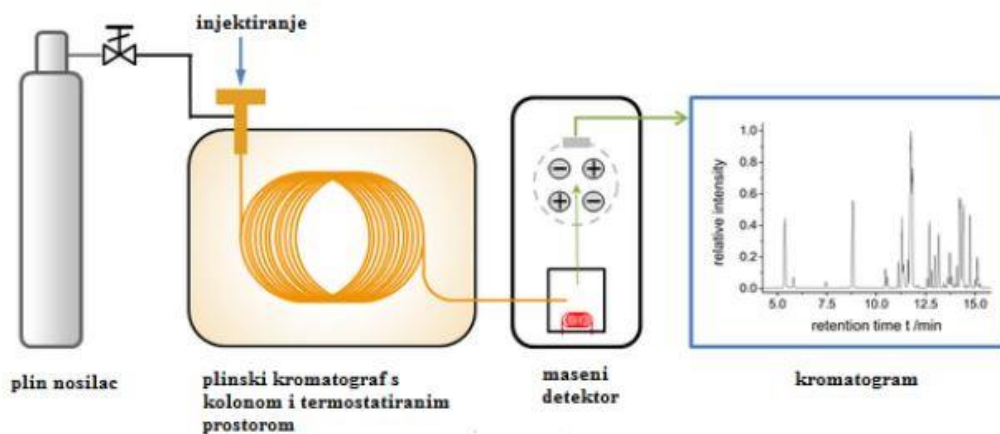 injektiranje
plin nosilac
plinski kromatograf s
kolonom i termostatiranim
prostorom
maseni
detektor
relative intensity
1.0
0.8
0.6
0.4
0.2
0.0
5.0 7.5 10.0 12.5 15.0
retention time t /min
kromatogram